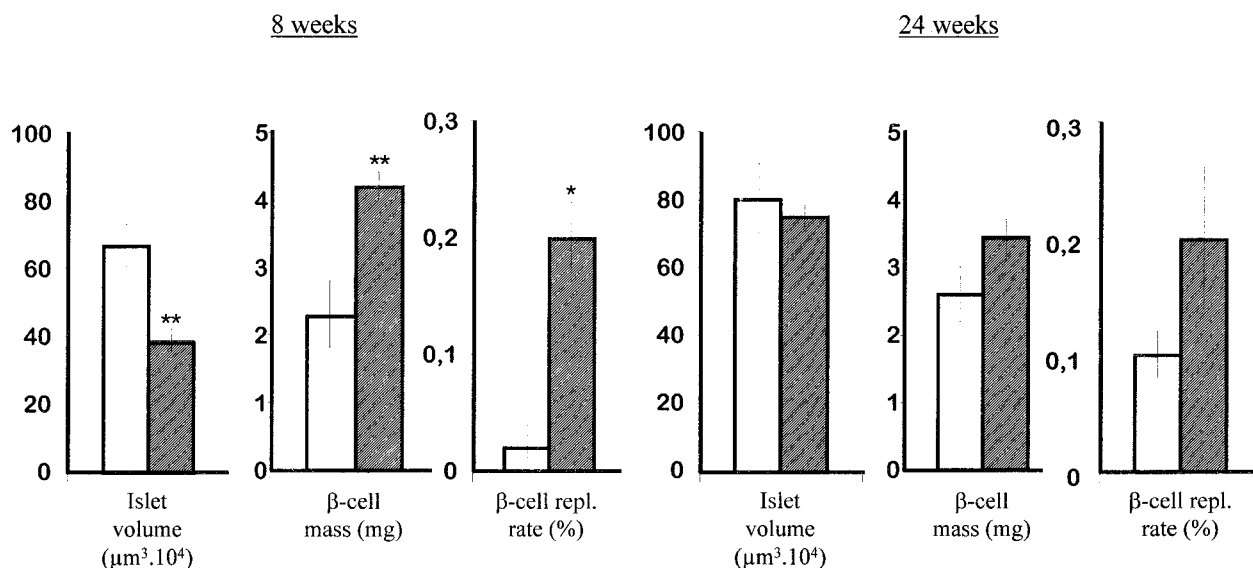 8 weeks
24 weeks
100
80
60
40
20
0
Islet
volume
(µm³.10⁴)
5
4
3
2
1
0
**
**
β-cell
mass (mg)
0,3
0,2
0,1
0
*
β-cell repl.
rate (%)
100
80
60
40
20
0
Islet
volume
(µm³.10⁴)
5
4
3
2
1
0
β-cell
mass (mg)
0,3
0,2
0,1
0
β-cell repl.
rate (%)